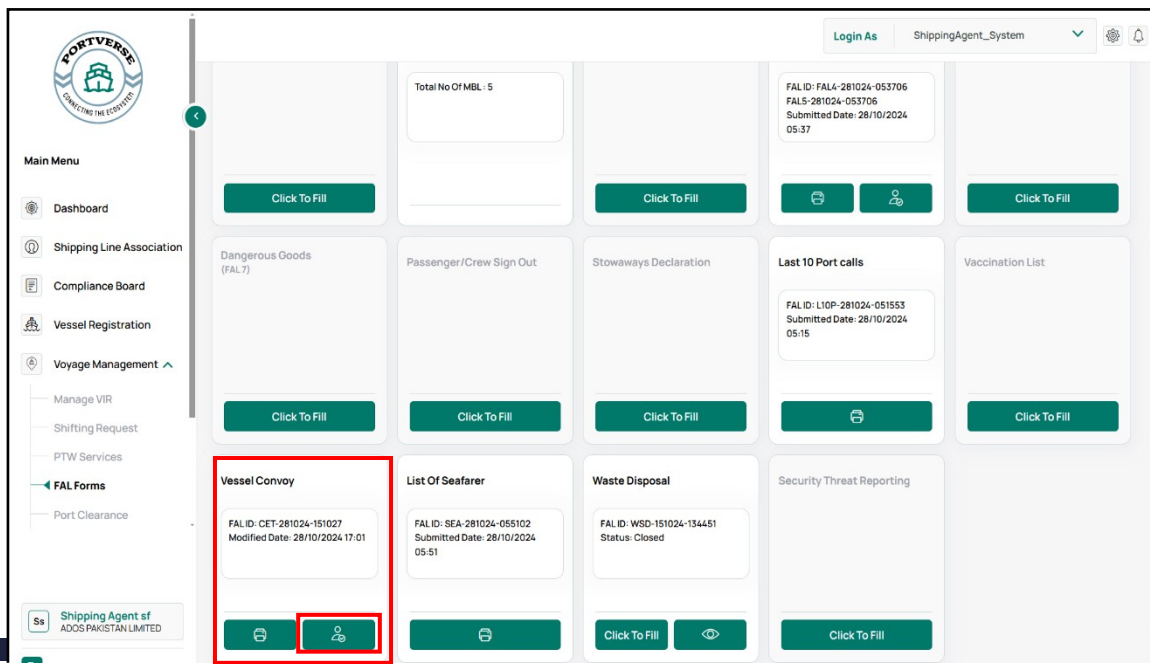 PORTVERSE
CONNECTING THE ECOSYSTEM
Login As
ShippingAgent_System
Main Menu
Dashboard
Shipping Line Association
Compliance Board
Vessel Registration
Voyage Management
Manage VIR
Shifting Request
PTW Services
FAL Forms
Port Clearance
Ss
Shipping Agent sf
ADOS PAKISTAN LIMITED
Click To Fill
Total No Of MBL : 5
Click To Fill
FAL ID: FAL4-281024-053706
FAL5-281024-053706
Submitted Date: 28/10/2024
05:37
Click To Fill
Dangerous Goods
(FAL 7)
Click To Fill
Passenger/Crew Sign Out
Click To Fill
Stowaways Declaration
Click To Fill
Last 10 Port calls
FAL ID: L10P-281024-051553
Submitted Date: 28/10/2024
05:15
Vaccination List
Click To Fill
Vessel Convoy
FAL ID: CET-281024-151027
Modified Date: 28/10/2024 17:01
List Of Seafarer
FAL ID: SEA-281024-055102
Submitted Date: 28/10/2024
05:51
Waste Disposal
FAL ID: WSD-151024-134451
Status: Closed
Click To Fill
Security Threat Reporting
Click To Fill